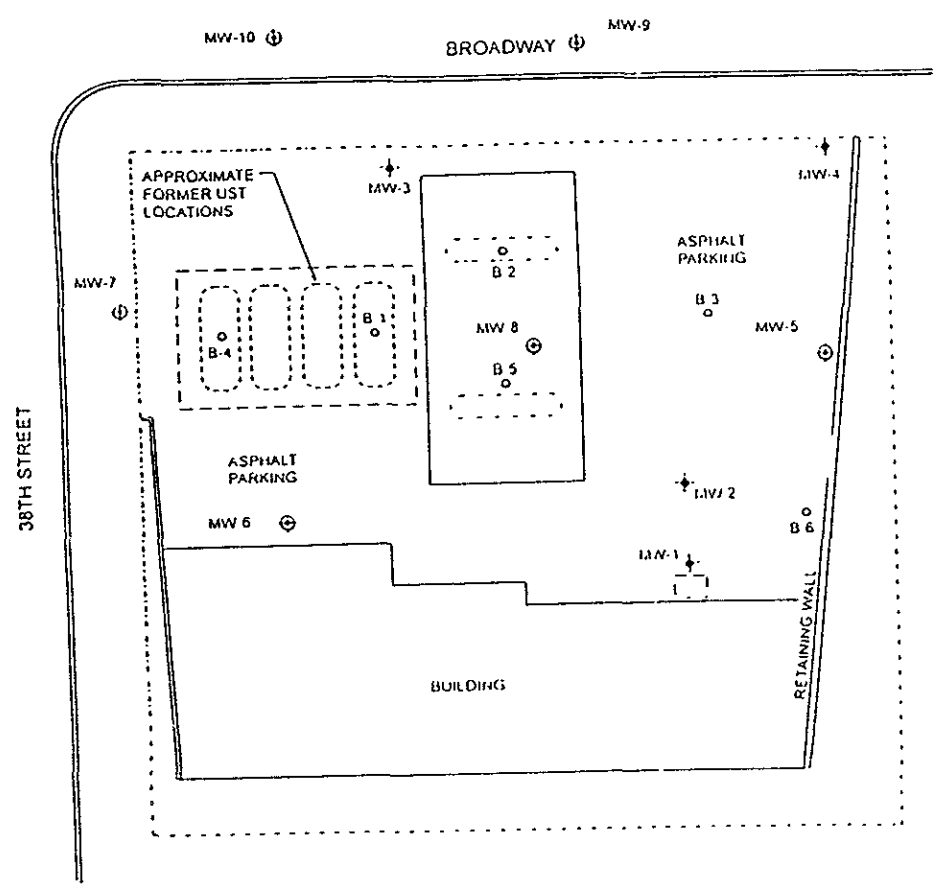 MW-10
BROADWAY
MW-9
APPROXIMATE
FORMER UST
LOCATIONS
MW-3
MW-4
MW-7
B 2
ASPHALT
PARKING
B 3
B-4
B 1
MW 8
MW-5
B 5
38TH STREET
ASPHALT
PARKING
MW 6
MW 2
B 6
MW-1
RETAINING WALL
BUILDING